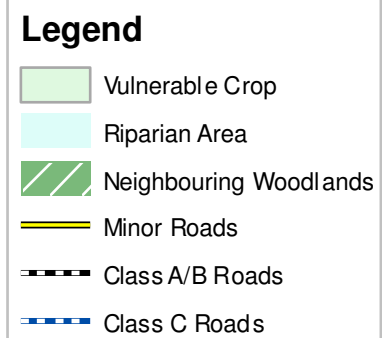 Legend
Vulnerable Crop
Riparian Area
Neighbouring Woodlands
Minor Roads
Class A/B Roads
Class C Roads